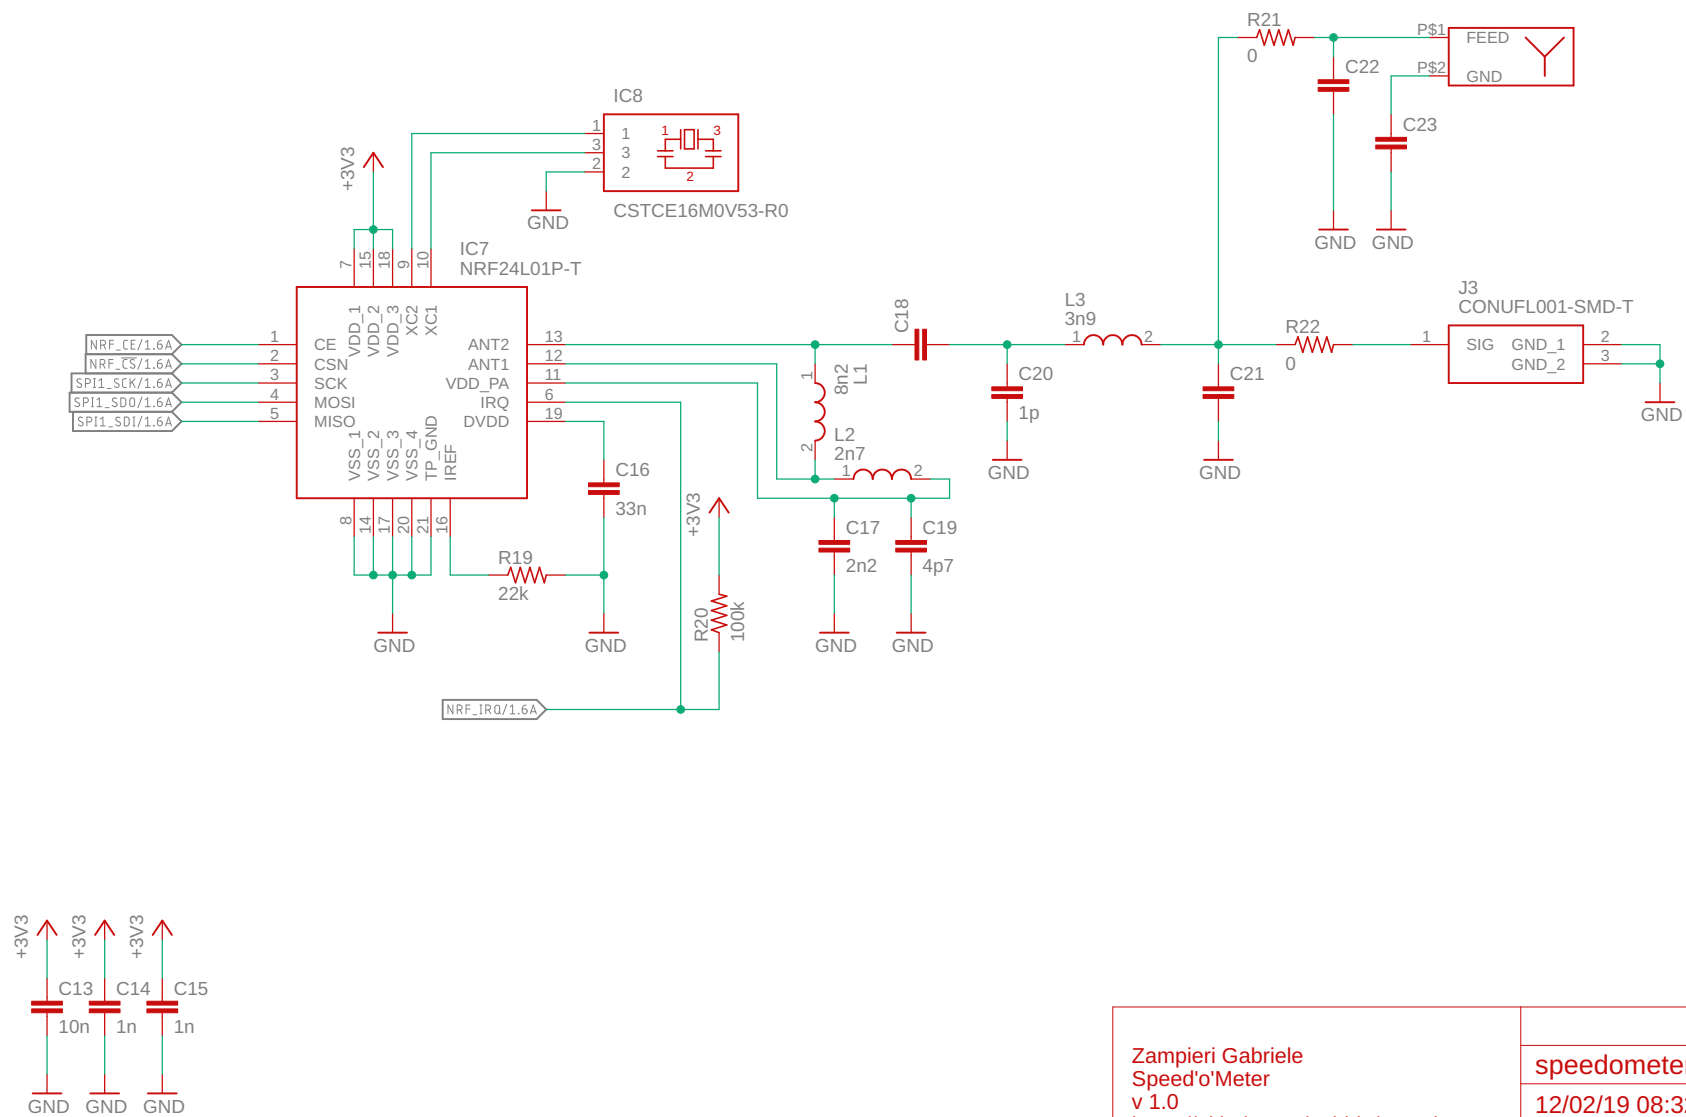 R21
0
P$1
FEED
P$2
GND
C22
C23
GND
GND
IC8
1
3
2
1
3
2
1
3
2
CSTCE16M0V53-R0
GND
+3V3
IC7
NRF24L01P-T
7
15
18
9
10
VDD_1
VDD_2
VDD_3
XC2
XC1
NRF_CE/1.6A
1
CE
NRF_CS/1.6A
2
CSN
SPI1_SCK/1.6A
3
SCK
SPI1_SDO/1.6A
4
MOSI
SPI1_SDI/1.6A
5
MISO
ANT2
13
ANT1
12
VDD_PA
11
IRQ
6
DVDD
19
VSS_1
VSS_2
VSS_3
VSS_4
TP_GND
IREF
8
14
17
20
21
16
GND
R19
22k
C16
33n
GND
+3V3
R20
100k
NRF_IRQ/1.6A
C18
1
8n2
L1
2
L2
2n7
1
2
C17
2n2
GND
C19
4p7
GND
C20
1p
GND
L3
3n9
1
2
C21
GND
R22
0
J3
CONUFL001-SMD-T
1
SIG
GND_1
2
GND_2
3
GND
+3V3
+3V3
+3V3
C13
10n
C14
1n
C15
1n
GND
GND
GND
Zampieri Gabriele
Speed'o'Meter
v 1.0
speedometer
12/02/19 08:3